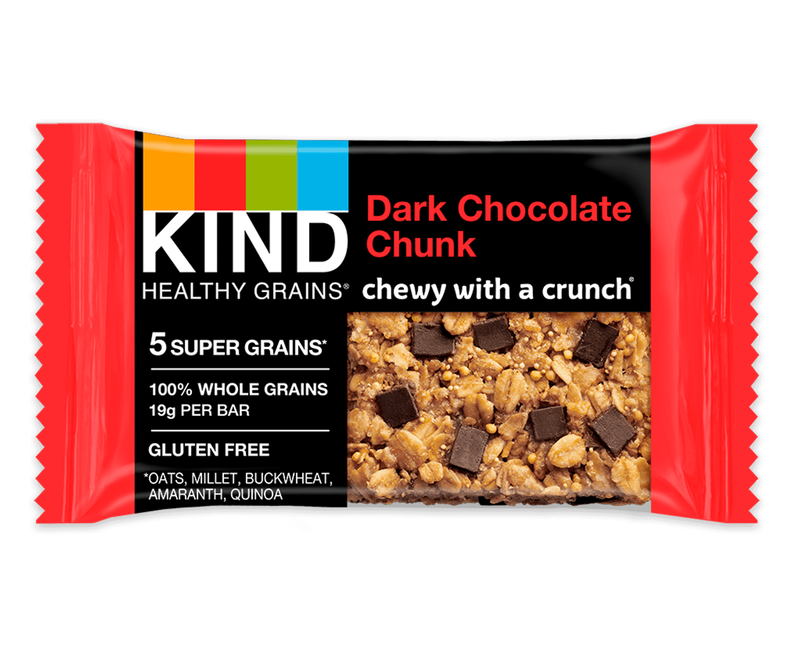 KIND
HEALTHY GRAINS®
Dark Chocolate
Chunk
chewy with a crunch®
5 SUPER GRAINS*
100% WHOLE GRAINS
19g PER BAR
GLUTEN FREE
*OATS, MILLET, BUCKWHEAT,
AMARANTH, QUINOA